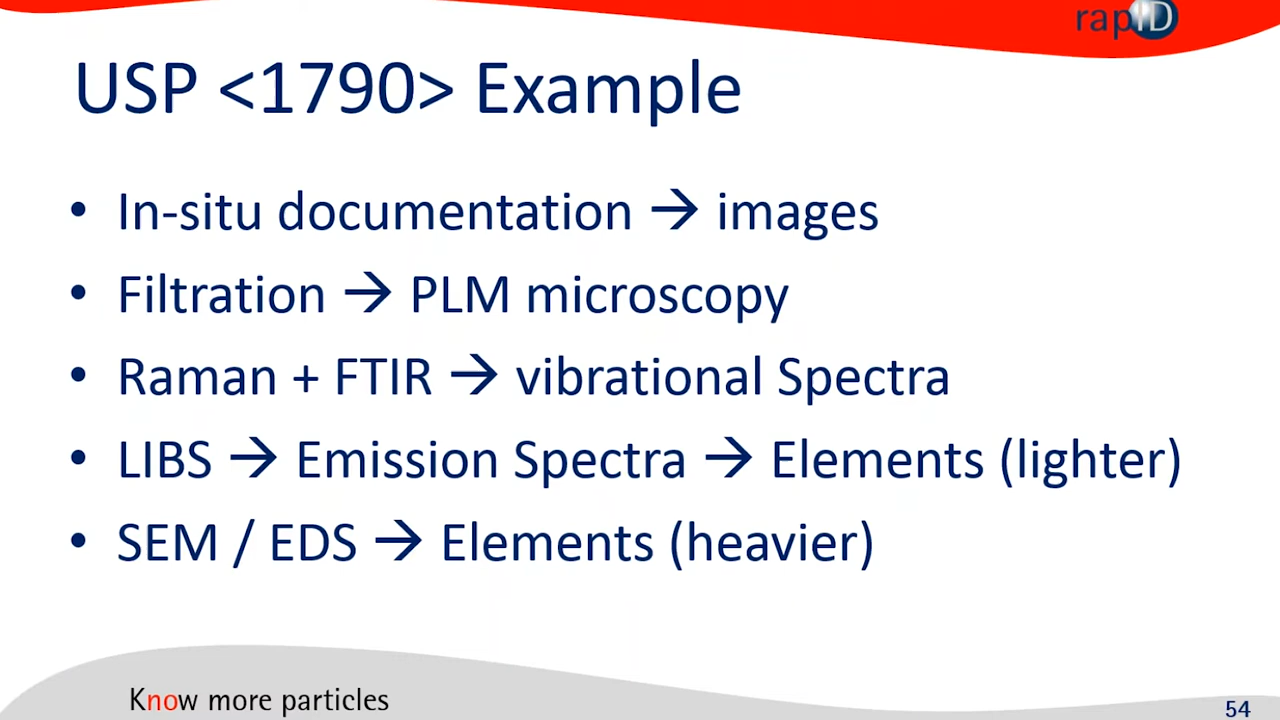 rapID
USP <1790> Example
• In-situ documentation → images
• Filtration → PLM microscopy
• Raman + FTIR → vibrational Spectra
• LIBS → Emission Spectra → Elements (lighter)
• SEM / EDS → Elements (heavier)
Know more particles
54